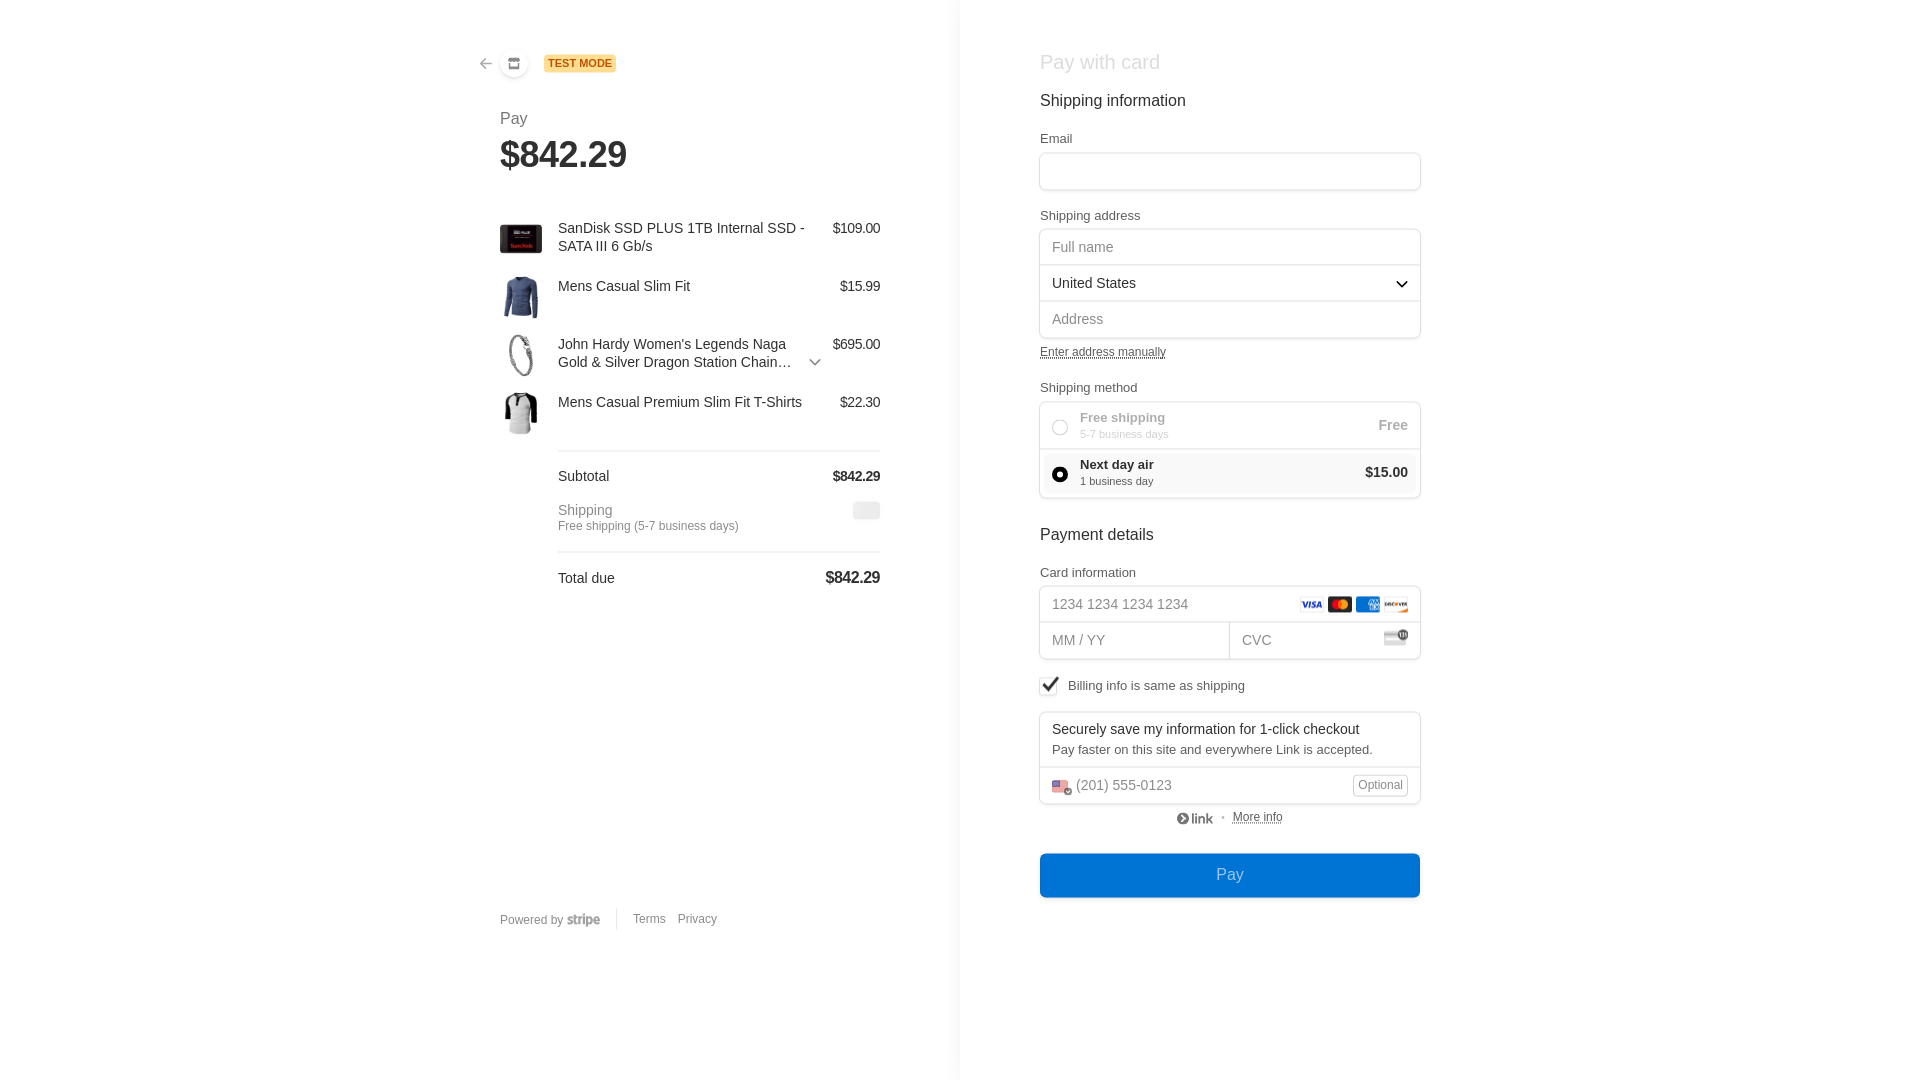 TEST MODE
Pay
$842.29
SanDisk SSD PLUS 1TB Internal SSD - $109.00
SATA III 6 Gb/s
Mens Casual Slim Fit $15.99
John Hardy Women's Legends Naga $695.00
Gold & Silver Dragon Station Chain…
Mens Casual Premium Slim Fit T-Shirts $22.30
Subtotal $842.29
Shipping
Free shipping (5-7 business days)
Total due $842.29
Powered by stripe
Terms Privacy
Pay with card
Shipping information
Email
Shipping address
Full name
United States
Address
Enter address manually
Shipping method
Free shipping
5-7 business days
Free
Next day air
1 business day
$15.00
Payment details
Card information
1234 1234 1234 1234
VISA
AMEX
DISCOVER
MM / YY
CVC
Billing info is same as shipping
Securely save my information for 1-click checkout
Pay faster on this site and everywhere Link is accepted.
(201) 555-0123 Optional
link • More info
Pay